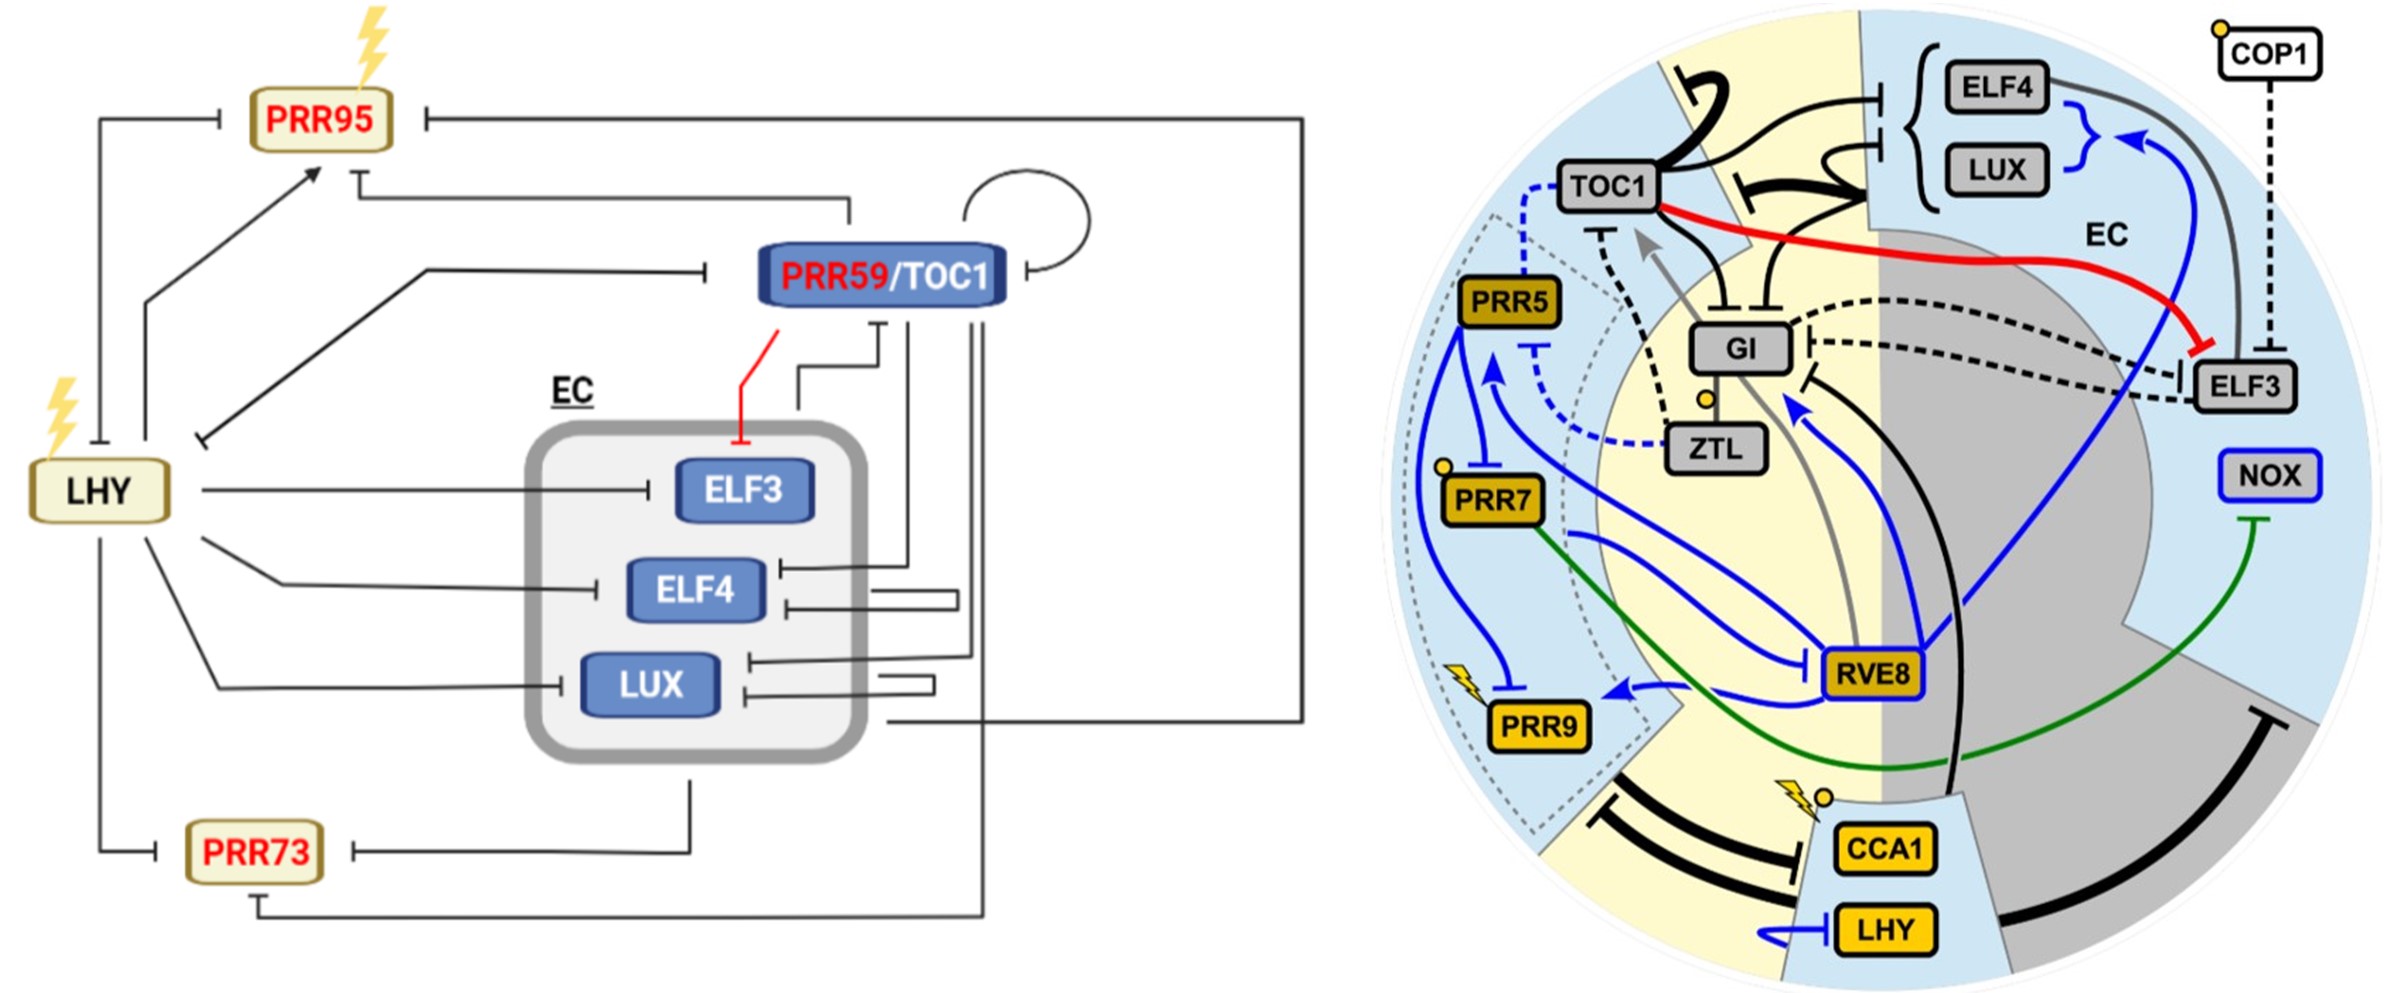 PRR95
PRR59/TOC1
EC
LHY
ELF3
ELF4
LUX
PRR73
COP1
ELF4
LUX
TOC1
EC
PRR5
GI
ELF3
ZTL
NOX
PRR7
RVE8
PRR9
CCA1
LHY